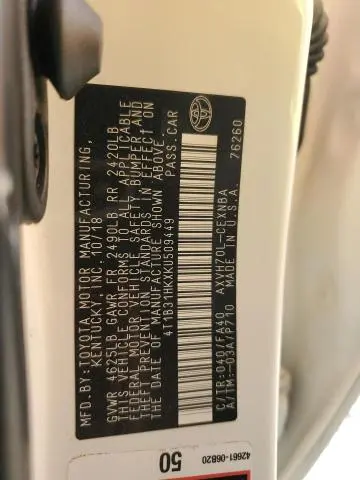 MFD.BY:TOYOTA MOTOR MANUFACTURING,
KENTUCKY,INC. 10/18
GVWR 4625LB GAWR FR 2490LB RR 2420LB
THIS VEHICLE CONFORMS TO ALL APPLICABLE
FEDERAL MOTOR VEHICLE SAFETY,BUMPER,AND
THEFT PREVENTION STANDARDS IN EFFECT ON
THE DATE OF MANUFACTURE SHOWN ABOVE.
4T1B31HKXKU509449 PASS.CAR
C/TR:040/FA40 AXVH70L-CEXNBA
A/TM:-03A/P710 MADE IN U.S.A. 76260
42661-06820
50